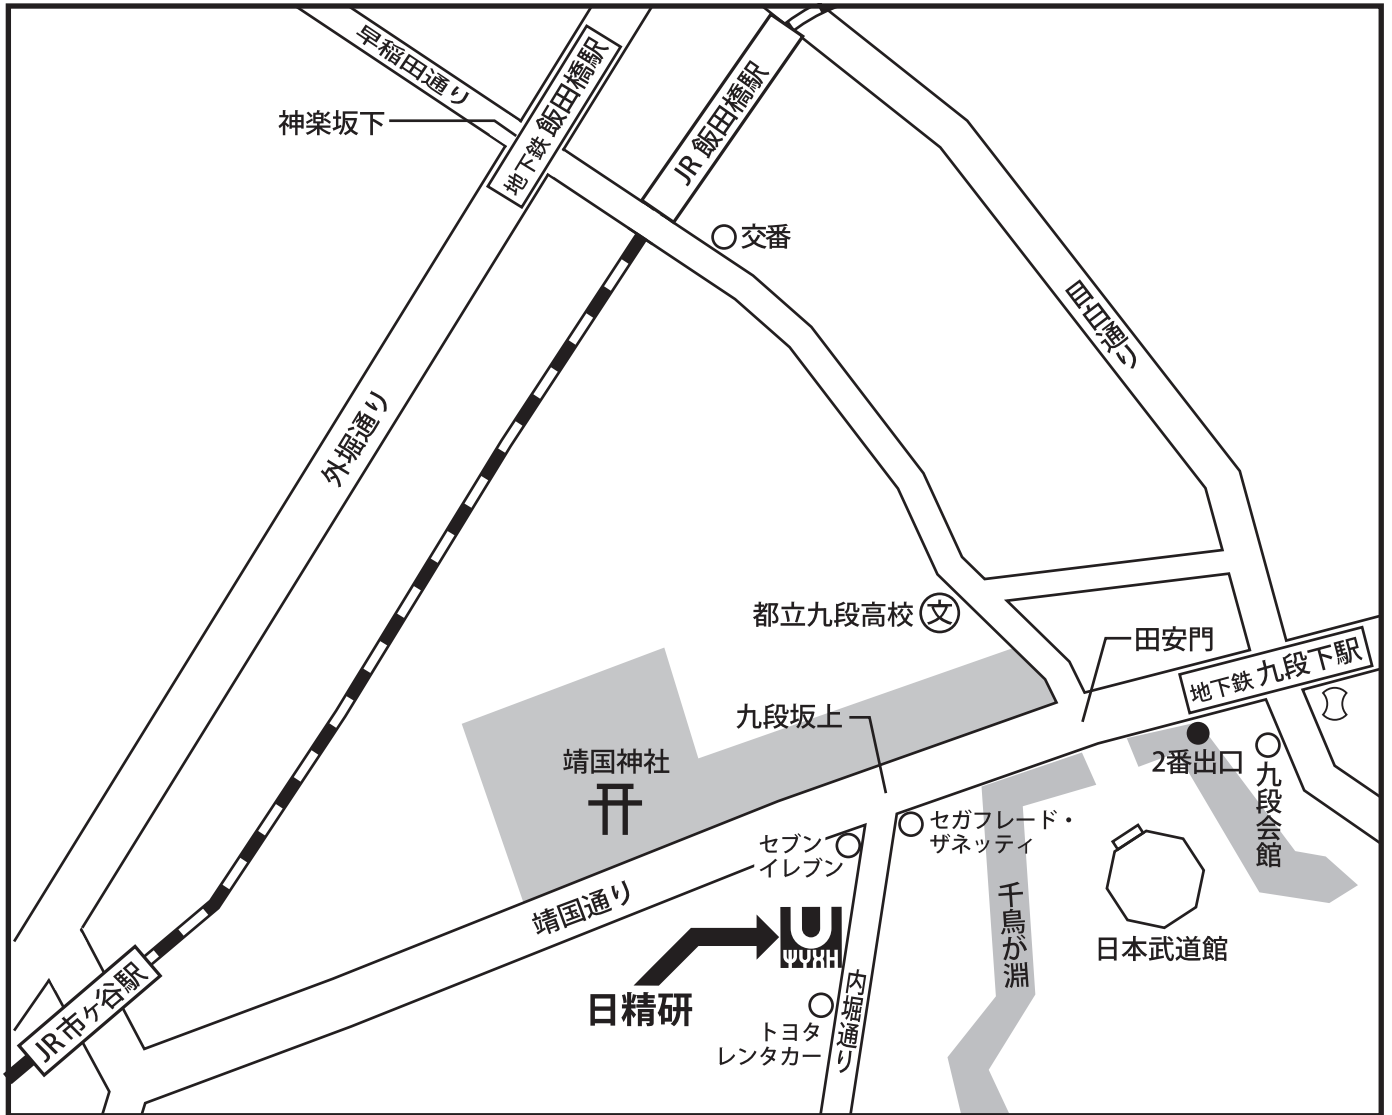 早稲田通り
神楽坂下
地下鉄 飯田橋駅
JR 飯田橋駅
交番
目白通り
外堀通り
都立九段高校
文
田安門
地下鉄 九段下駅
九段坂上
2番出口
九段会館
靖国神社
セブン
イレブン
セガフレード・
ザネッティ
千鳥が淵
日本武道館
靖国通り
日精研
内堀通り
トヨタ
レンタカー
JR市ヶ谷駅